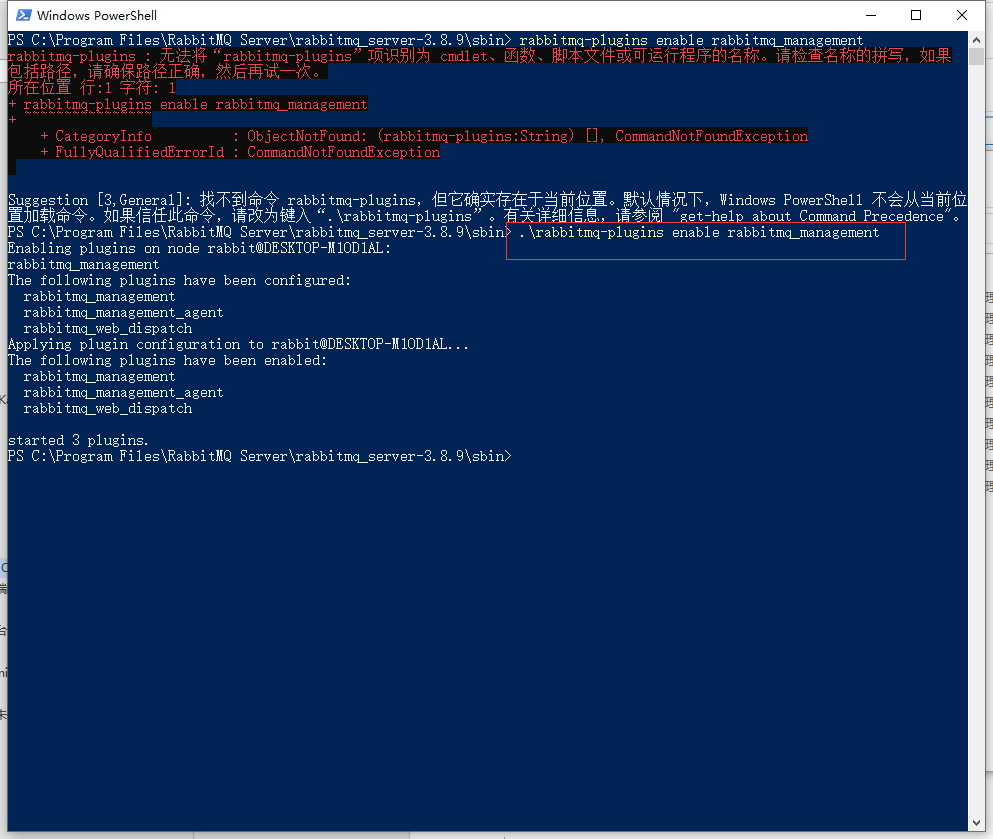 Windows PowerShell
PS C:\Program Files\RabbitMQ Server\rabbitmq_server-3.8.9\sbin> rabbitmq-plugins enable rabbitmq_management
rabbitmq-plugins : 无法将“rabbitmq-plugins”项识别为 cmdlet、函数、脚本文件或可运行程序的名称。请检查名称的拼写，如果
包括路径，请确保路径正确，然后再试一次。
所在位置 行:1 字符: 1
+ rabbitmq-plugins enable rabbitmq_management
+ ~~~~~~~~~~~~~~~~
+ CategoryInfo          : ObjectNotFound: (rabbitmq-plugins:String) [], CommandNotFoundException
+ FullyQualifiedErrorId : CommandNotFoundException
Suggestion [3,General]: 找不到命令 rabbitmq-plugins，但它确实存在于当前位置。默认情况下，Windows PowerShell 不会从当前位
置加载命令。如果信任此命令，请改为键入“.\rabbitmq-plugins”。有关详细信息，请参阅 "get-help about_Command_Precedence"。
PS C:\Program Files\RabbitMQ Server\rabbitmq_server-3.8.9\sbin> .\rabbitmq-plugins enable rabbitmq_management
Enabling plugins on node rabbit@DESKTOP-M1OD1AL:
rabbitmq_management
The following plugins have been configured:
rabbitmq_management
rabbitmq_management_agent
rabbitmq_web_dispatch
Applying plugin configuration to rabbit@DESKTOP-M1OD1AL...
The following plugins have been enabled:
rabbitmq_management
rabbitmq_management_agent
rabbitmq_web_dispatch
started 3 plugins.
PS C:\Program Files\RabbitMQ Server\rabbitmq_server-3.8.9\sbin>